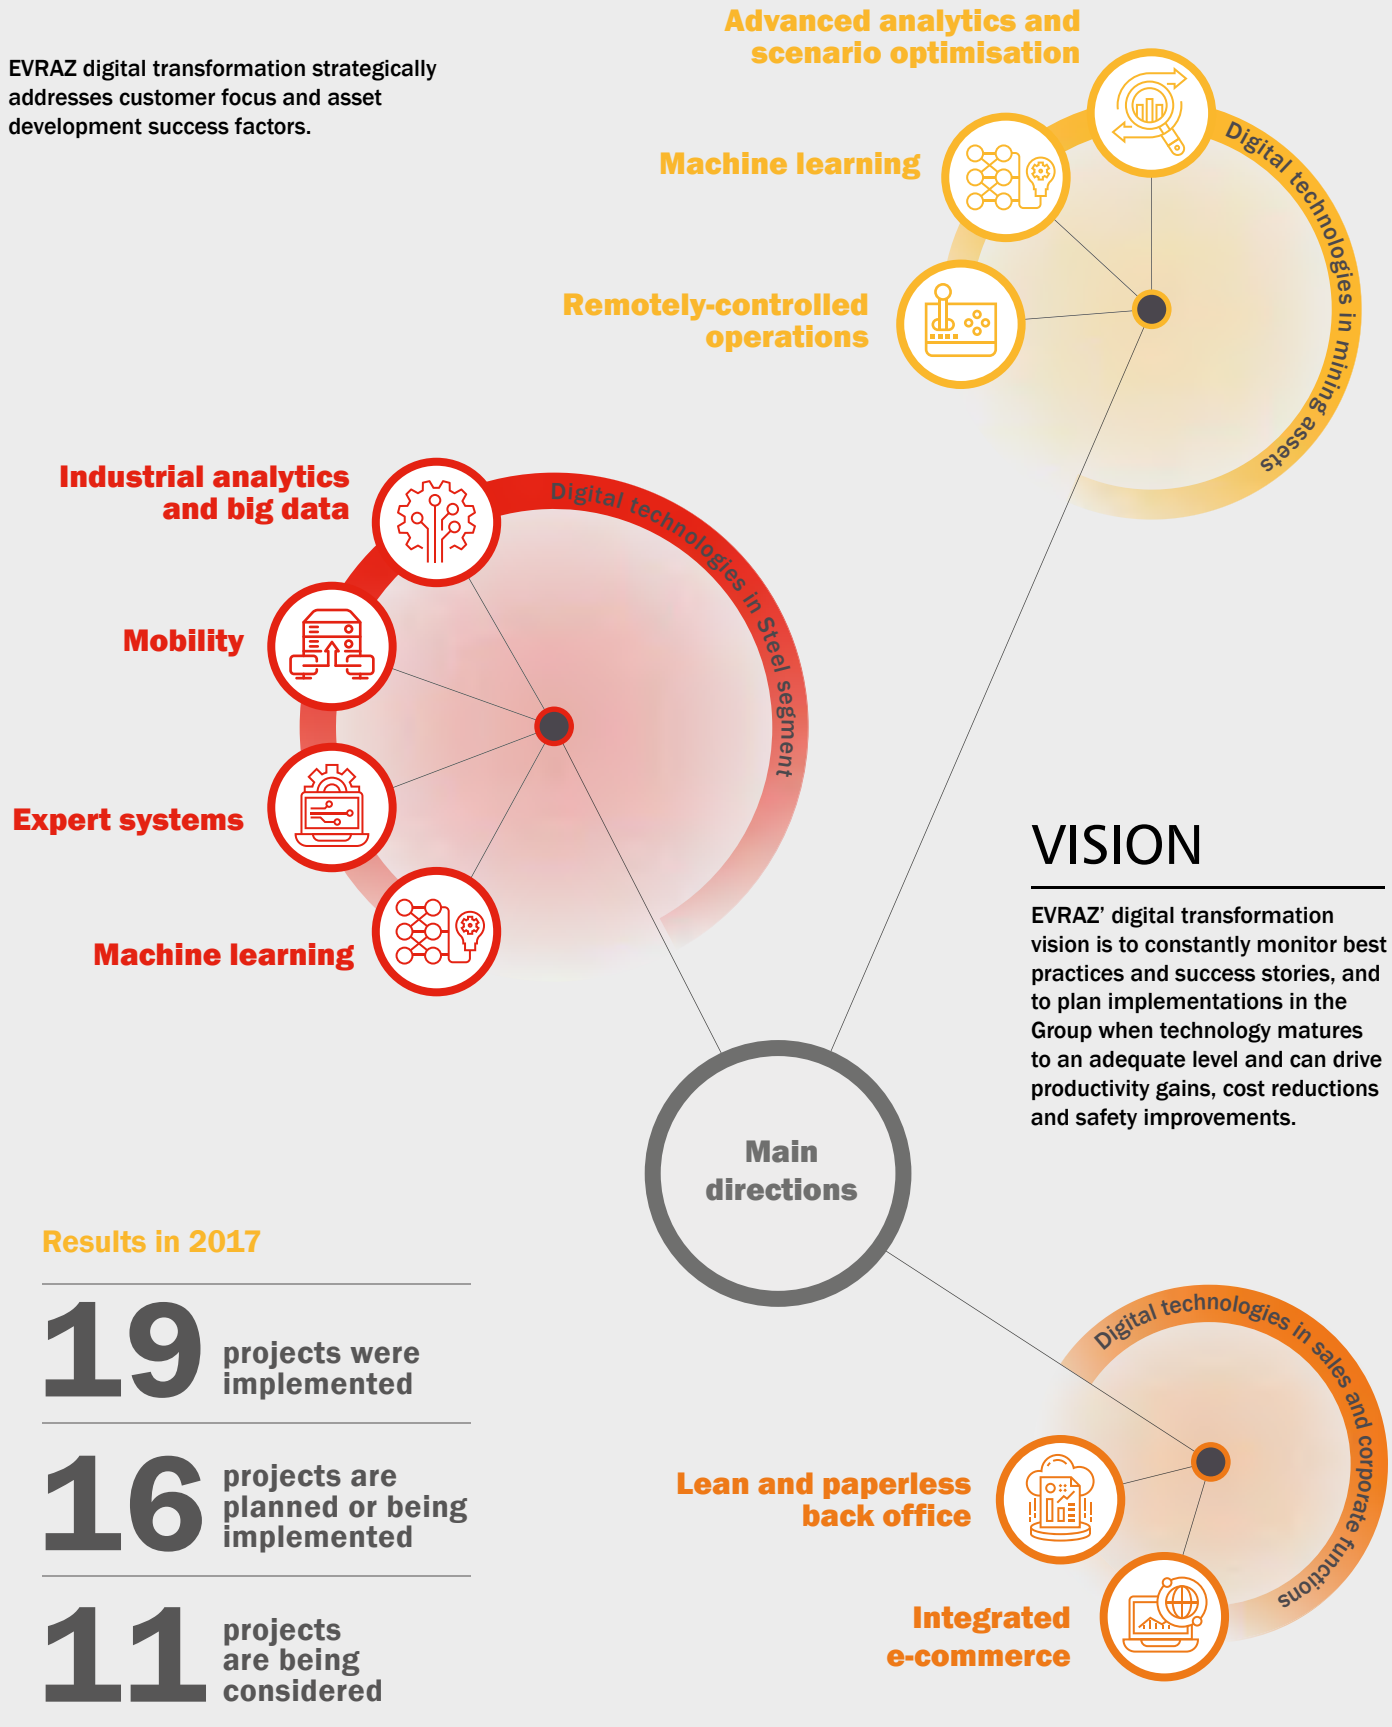 EVRAZ digital transformation strategically
addresses customer focus and asset
development success factors.
Advanced analytics and
scenario optimisation
Machine learning
Remotely-controlled
operations
Digital technologies in mining assets
Industrial analytics
and big data
Mobility
Expert systems
Machine learning
Digital technologies in Steel segment
VISION
EVRAZ’ digital transformation
vision is to constantly monitor best
practices and success stories, and
to plan implementations in the
Group when technology matures
to an adequate level and can drive
productivity gains, cost reductions
and safety improvements.
Main
directions
Results in 2017
19
projects were
implemented
16
projects are
planned or being
implemented
11
projects
are being
considered
Digital technologies in sales and corporate functions
Lean and paperless
back office
Integrated
e-commerce